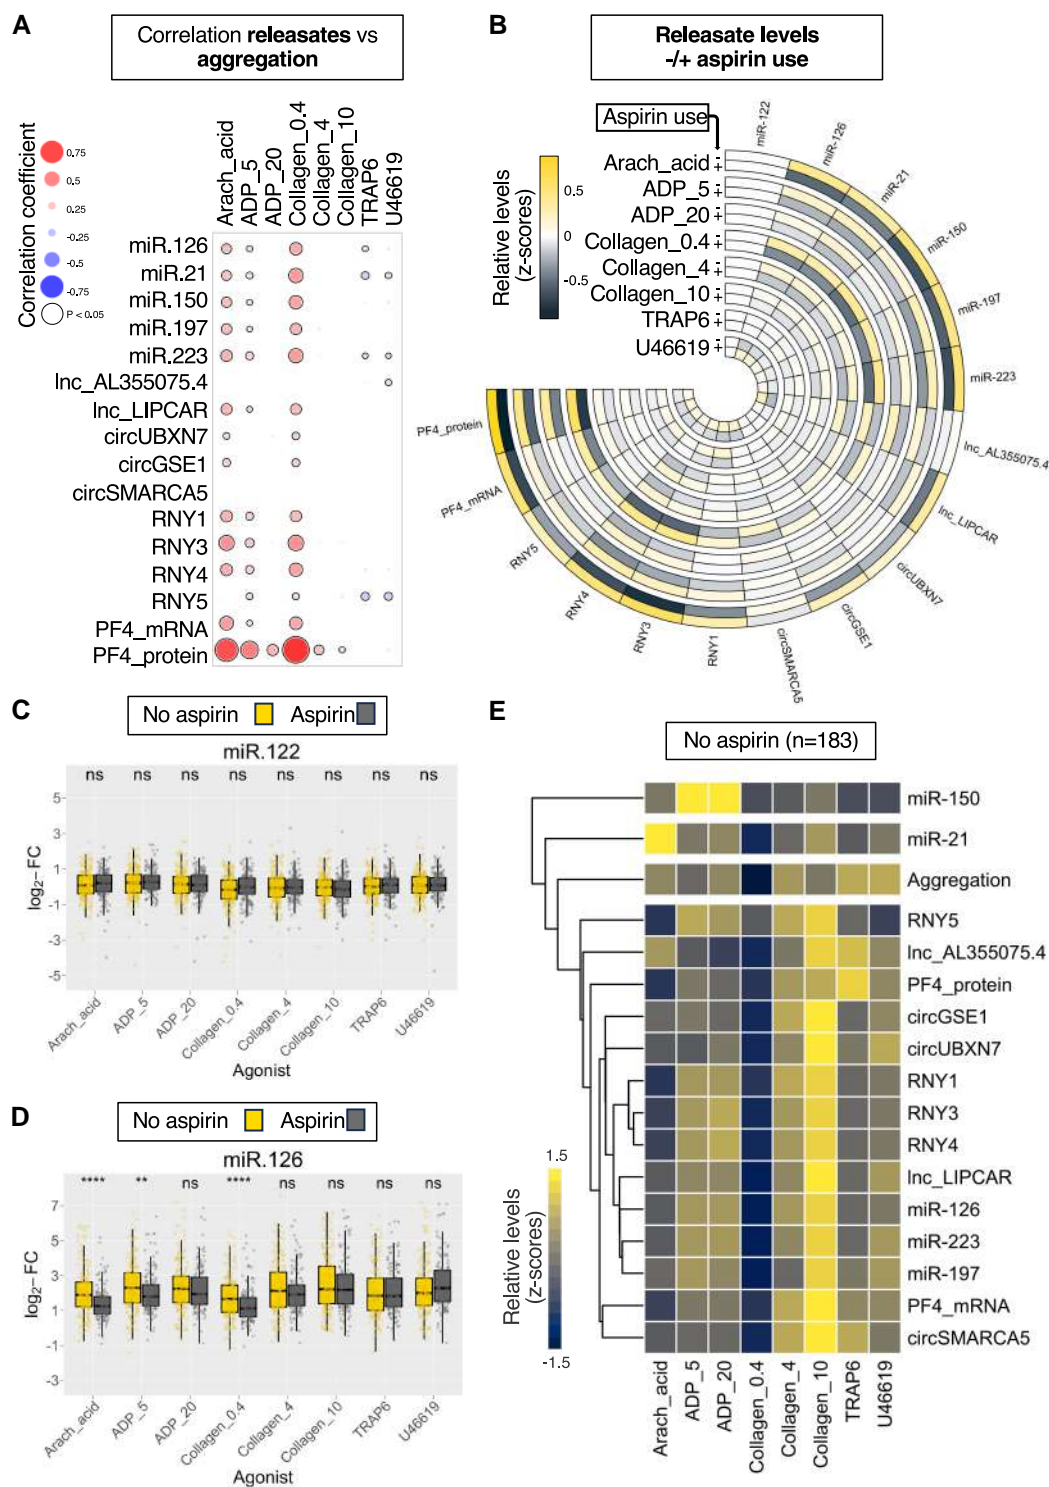 A
Correlation releasates vs
aggregation
Correlation coefficient
0.75
0.5
0.25
-0.25
-0.5
-0.75
P < 0.05
Arach_acid
ADP_5
ADP_20
Collagen_0.4
Collagen_4
Collagen_10
TRAP6
U46619
miR.126
miR.21
miR.150
miR.197
miR.223
lnc_AL355075.4
lnc_LIPCAR
circUBXN7
circGSE1
circSMARCA5
RNY1
RNY3
RNY4
RNY5
PF4_mRNA
PF4_protein
B
Releasate levels
-/+ aspirin use
Aspirin use
Relative levels
(z-scores)
0.5
0
-0.5
Arach_acid -
+
ADP_5 -
+
ADP_20 -
+
Collagen_0.4 -
+
Collagen_4 -
+
Collagen_10 -
+
TRAP6 -
+
U46619 -
+
miR-122
miR-126
miR-21
miR-150
miR-197
miR-223
lnc_AL355075.4
lnc_LIPCAR
circUBXN7
circGSE1
circSMARCA5
RNY1
RNY3
RNY4
RNY5
PF4_mRNA
PF4_protein
C
No aspirin Aspirin
miR.122
ns ns ns ns ns ns ns ns
log2-FC
5
3
1
-1
-3
-5
Arach_acid
ADP_5
ADP_20
Collagen_0.4
Collagen_4
Collagen_10
TRAP6
U46619
Agonist
D
No aspirin Aspirin
miR.126
**** ** ns **** ns ns ns ns
log2-FC
7
5
3
1
-1
-3
Arach_acid
ADP_5
ADP_20
Collagen_0.4
Collagen_4
Collagen_10
TRAP6
U46619
Agonist
E
No aspirin (n=183)
miR-150
miR-21
Aggregation
RNY5
lnc_AL355075.4
PF4_protein
circGSE1
circUBXN7
RNY1
RNY3
RNY4
lnc_LIPCAR
miR-126
miR-223
miR-197
PF4_mRNA
circSMARCA5
Relative levels
(z-scores)
1.5
-1.5
Arach_acid
ADP_5
ADP_20
Collagen_0.4
Collagen_4
Collagen_10
TRAP6
U46619